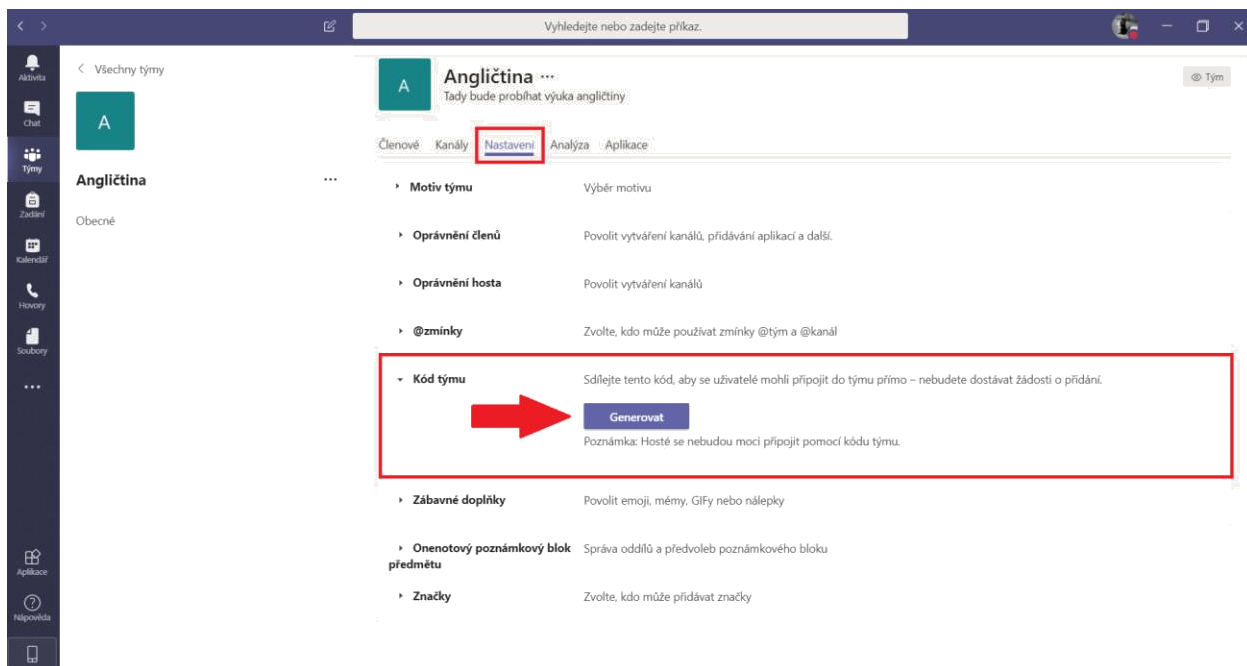 Vyhledejte nebo zadejte příkaz.
Aktivita
Chat
Týmy
Zadání
Kalendář
Hovory
Soubory
Aplikace
Nápověda
Všechny týmy
A
Angličtina
Obecné
A
Angličtina
Tady bude probíhat výuka angličtiny
Tým
Členové Kanály Nastavení Analýza Aplikace
Motiv týmu Výběr motivu
Oprávnění členů Povolit vytváření kanálů, přidávání aplikací a další.
Oprávnění hosta Povolit vytváření kanálů
@zmínky Zvolte, kdo může používat zmínky @tým a @kanál
Kód týmu Sdílejte tento kód, aby se uživatelé mohli připojit do týmu přímo – nebudete dostávat žádosti o přidání.
Generovat
Poznámka: Hosté se nebudou moci připojit pomocí kódu týmu.
Zábavné doplňky Povolit emoji, mémy, GIFy nebo nálepky
Onenotový poznámkový blok Správa oddílů a předvoleb poznámkového bloku
předmětu
Značky Zvolte, kdo může přidávat značky